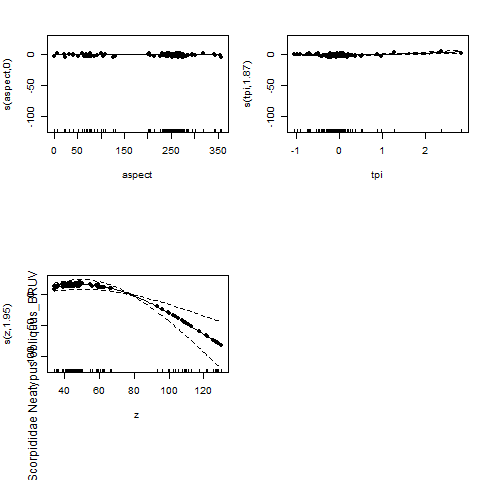 s(aspect,0)
0
-50
-100
0
50
150
250
350
aspect
s(tpi,1.87)
0
-50
-100
-1
0
1
2
tpi
Scorpididae Neatypus obliquus_BRUV
s(z,1.95)
40
60
80
100
120
z